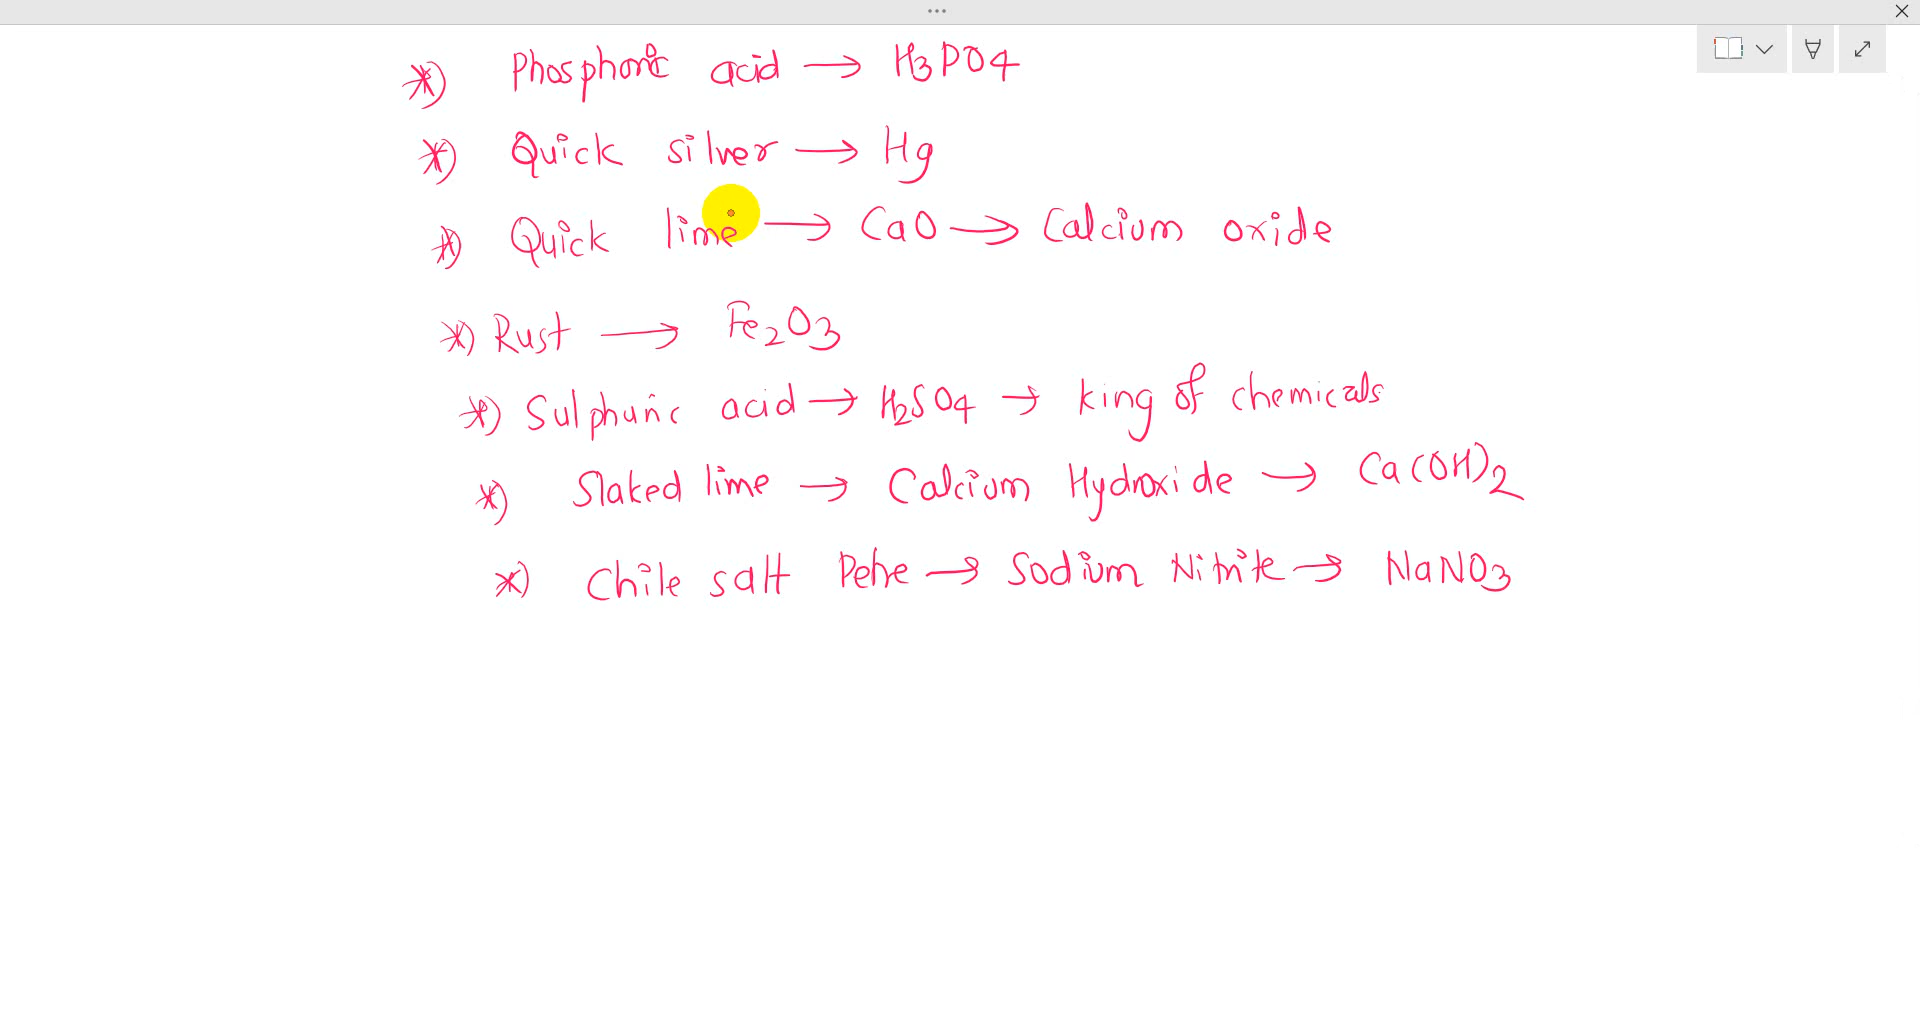 *) Phosphoric acid → H3PO4
*) Quick silver → Hg
*) Quick lime → CaO → Calcium oxide
*) Rust → Fe2O3
*) Sulphuric acid → H2SO4 → king of chemicals
*) Slaked lime → Calcium Hydroxide → Ca(OH)2
*) Chile salt Petre → Sodium Nitrite → NaNO3